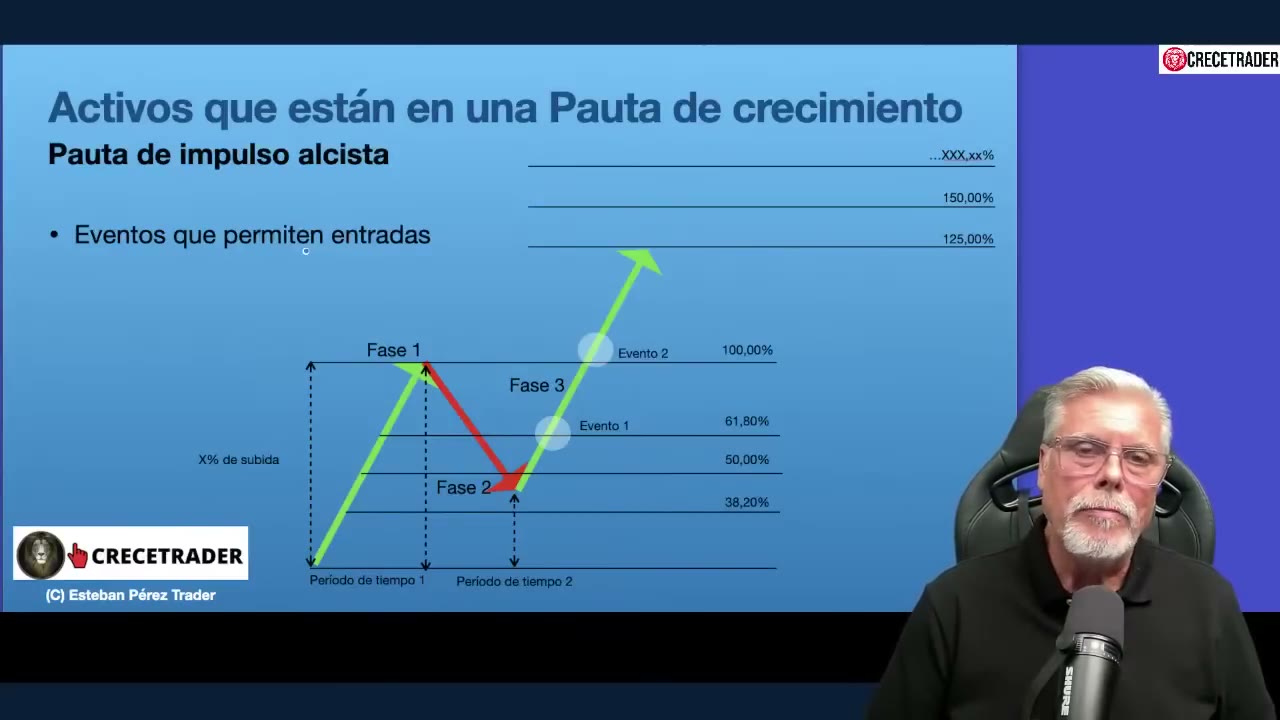 CRECETRADER
Activos que están en una Pauta de crecimiento
Pauta de impulso alcista
...XXX,xx%
150,00%
• Eventos que permiten entradas
125,00%
Fase 1
Evento 2
100,00%
Fase 3
61,80%
Evento 1
X% de subida
50,00%
Fase 2
38,20%
CRECETRADER
Período de tiempo 1
Período de tiempo 2
(C) Esteban Pérez Trader
SHURE